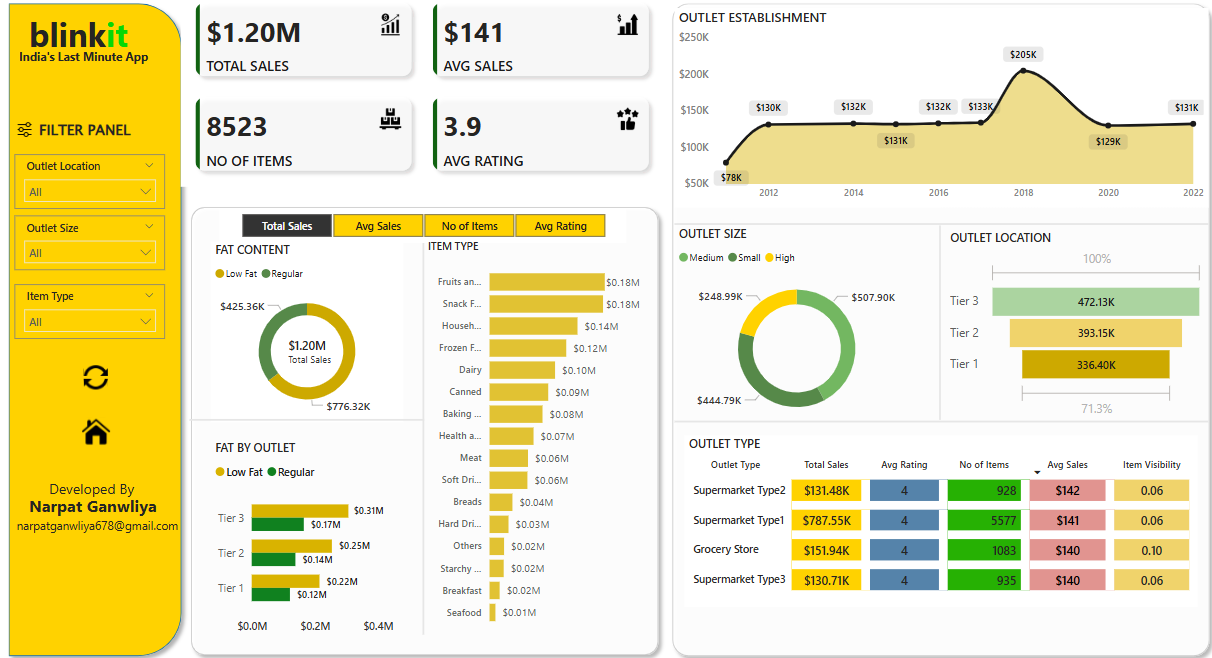 blinkit
India's Last Minute App
FILTER PANEL
Outlet Location
All
Outlet Size
All
Item Type
All
Developed By
Narpat Ganwliya
narpatganwliya678@gmail.com
$1.20M
TOTAL SALES
$141
AVG SALES
8523
NO OF ITEMS
3.9
AVG RATING
Total Sales
Avg Sales
No of Items
Avg Rating
FAT CONTENT
Low Fat
Regular
$425.36K
$1.20M
Total Sales
$776.32K
FAT BY OUTLET
Low Fat
Regular
Tier 3
$0.31M
$0.17M
Tier 2
$0.25M
$0.14M
Tier 1
$0.22M
$0.12M
$0.0M $0.2M $0.4M
ITEM TYPE
Fruits an... $0.18M
Snack F... $0.18M
Househ... $0.14M
Frozen F... $0.12M
Dairy $0.10M
Canned $0.09M
Baking ... $0.08M
Health a... $0.07M
Meat $0.06M
Soft Dri... $0.06M
Breads $0.04M
Hard Dri... $0.03M
Others $0.02M
Starchy ... $0.02M
Breakfast $0.02M
Seafood $0.01M
OUTLET ESTABLISHMENT
$250K
$200K
$150K
$100K
$50K
$78K
$130K
$132K
$131K
$132K
$133K
$205K
$129K
$131K
2012 2014 2016 2018 2020 2022
OUTLET SIZE
Medium Small High
$248.99K
$507.90K
$444.79K
OUTLET LOCATION
100%
Tier 3 472.13K
Tier 2 393.15K
Tier 1 336.40K
71.3%
OUTLET TYPE
Outlet Type Total Sales Avg Rating No of Items Avg Sales Item Visibility
Supermarket Type2 $131.48K 4 928 $142 0.06
Supermarket Type1 $787.55K 4 5577 $141 0.06
Grocery Store $151.94K 4 1083 $140 0.10
Supermarket Type3 $130.71K 4 935 $140 0.06